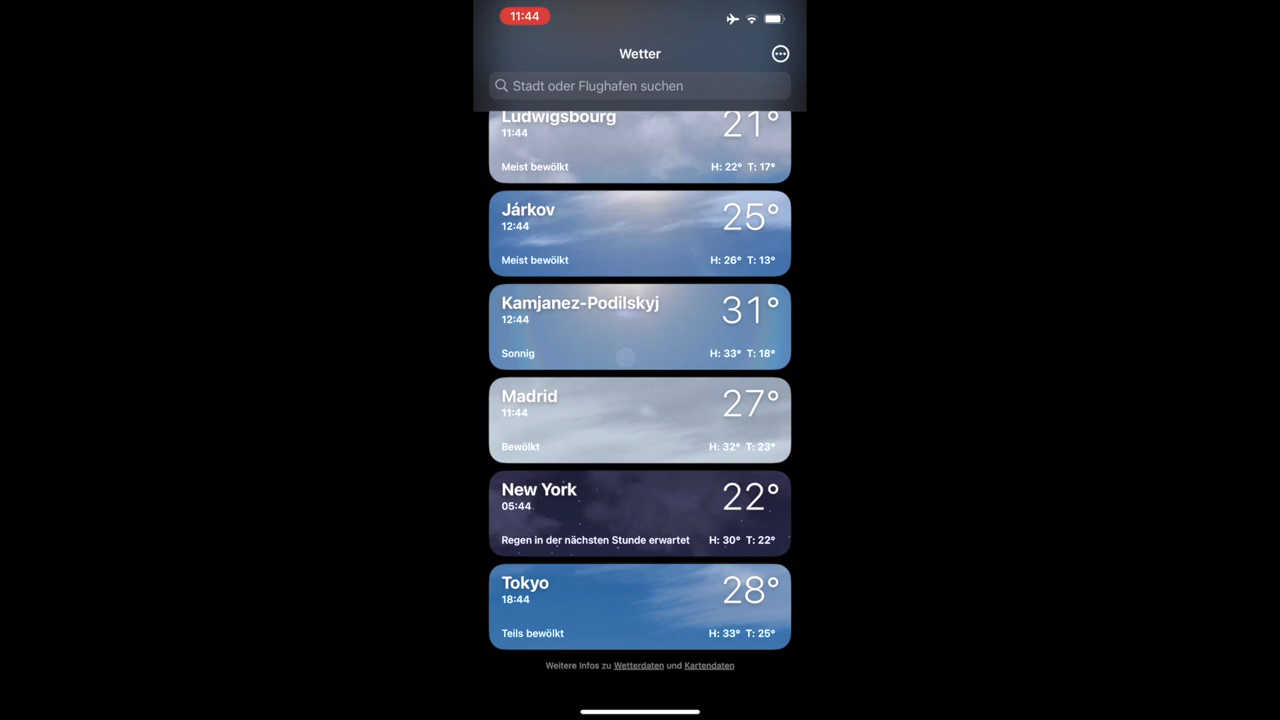 11:44
Wetter
Stadt oder Flughafen suchen
Ludwigsbourg
21°
11:44
Meist bewölkt
H: 22° T: 17°
Járkov
25°
12:44
Meist bewölkt
H: 26° T: 13°
Kamjanez-Podilskyj
31°
12:44
Sonnig
H: 33° T: 18°
Madrid
27°
11:44
Bewölkt
H: 32° T: 23°
New York
22°
05:44
Regen in der nächsten Stunde erwartet
H: 30° T: 22°
Tokyo
28°
18:44
Teils bewölkt
H: 33° T: 25°
Weitere Infos zu Wetterdaten und Kartendaten